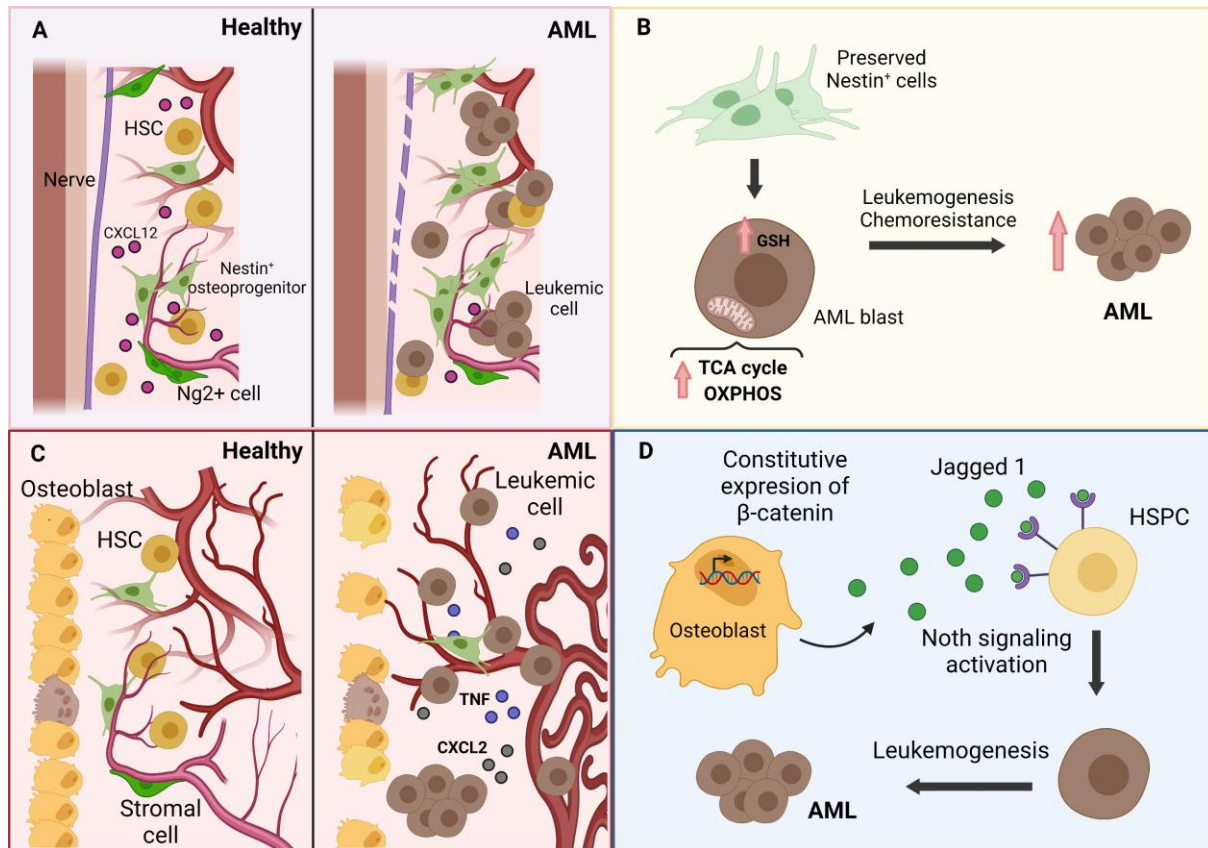 A
Healthy
HSC
Nerve
CXCL12
Nestin⁺
osteoprogenitor
Ng2+ cell
AML
Leukemic
cell
B
Preserved
Nestin⁺ cells
GSH
AML blast
TCA cycle
OXPHOS
Leukemogenesis
Chemoresistance
AML
C
Healthy
Osteoblast
HSC
Stromal
cell
AML
Leukemic
cell
TNF
CXCL2
D
Constitutive
expresion of
β-catenin
Osteoblast
Jagged 1
HSPC
Noth signaling
activation
Leukemogenesis
AML